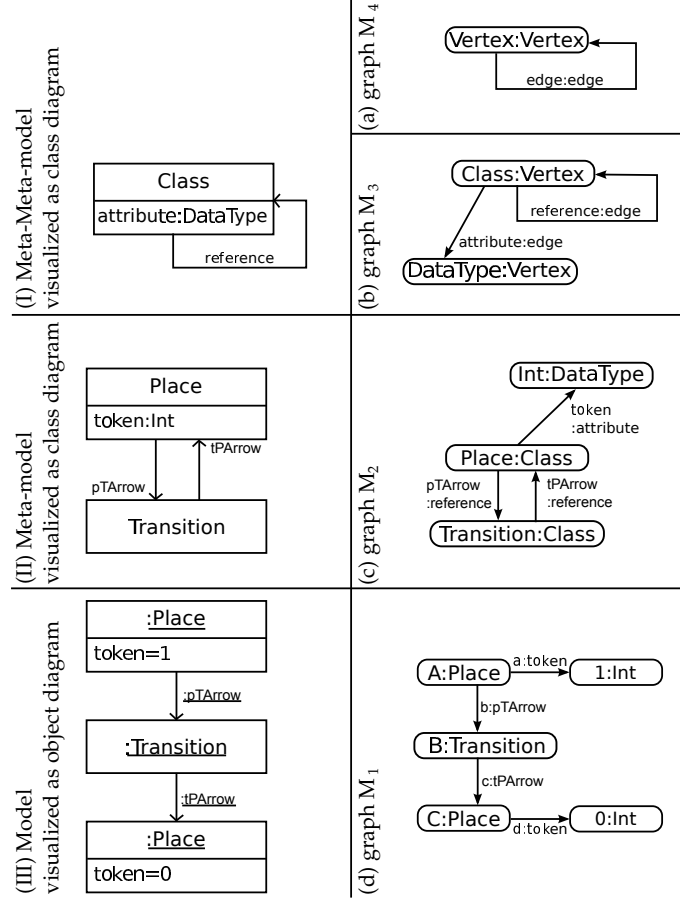 (I) Meta-Meta-model
visualized as class diagram
Class
attribute:DataType
reference
(a) graph M4
Vertex:Vertex
edge:edge
(b) graph M3
Class:Vertex
reference:edge
attribute:edge
DataType:Vertex
(II) Meta-model
visualized as class diagram
Place
token:Int
tPArrow
pTArrow
Transition
(c) graph M2
Int:DataType
token
:attribute
Place:Class
pTArrow
:reference
tPArrow
:reference
Transition:Class
(III) Model
visualized as object diagram
:Place
token=1
:pTArrow
:Transition
:tPArrow
:Place
token=0
(d) graph M1
A:Place
a:token
1:Int
b:pTArrow
B:Transition
c:tPArrow
C:Place
d:token
0:Int